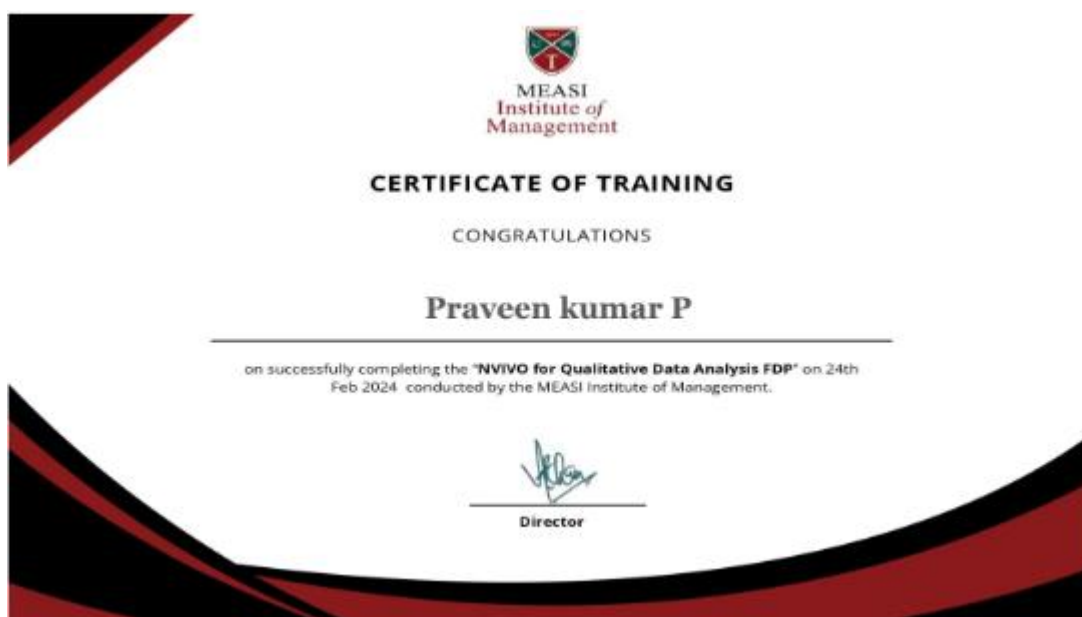 MEASI
Institute of
Management
CERTIFICATE OF TRAINING
CONGRATULATIONS
Praveen kumar P
on successfully completing the "NVIVO for Qualitative Data Analysis FDP" on 24th
Feb 2024 conducted by the MEASI Institute of Management.
Director